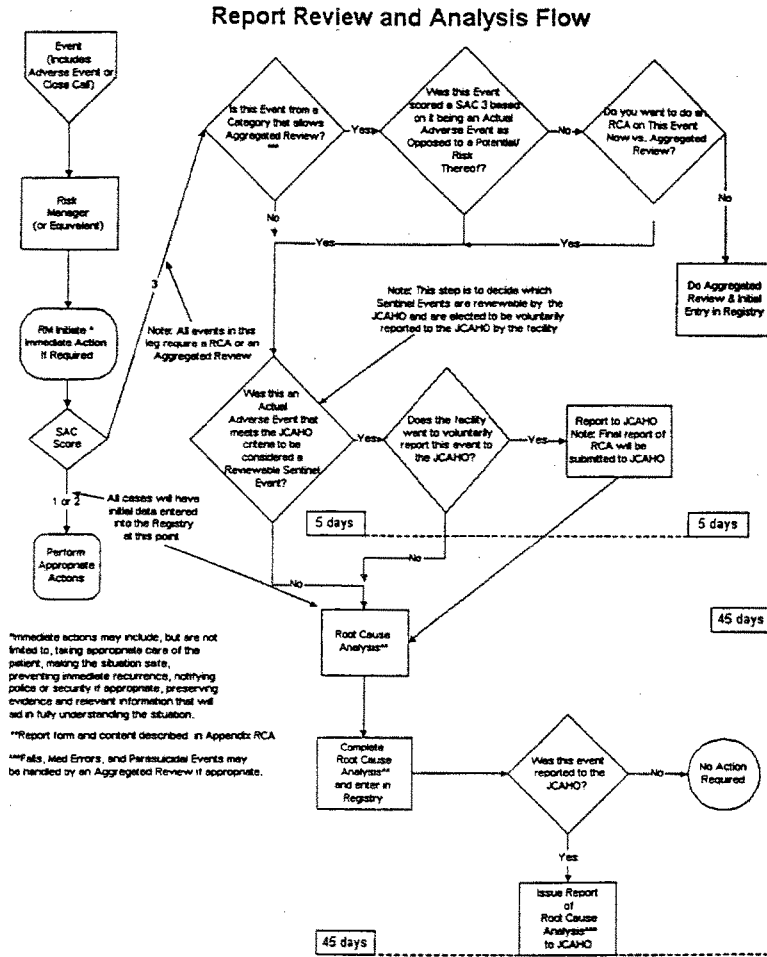 Report Review and Analysis Flow
Event
(Includes
Adverse Event or
Close Call)
Risk
Manager
(or Equivalent)
RM Initiate *
Immediate Action
If Required
SAC
Score
1 or 2
Perform
Appropriate
Actions
3
Note: All events in this
leg require a RCA or an
Aggregated Review
All cases will have
initial data entered
into the Registry
at this point
Is this Event from a
Category that allows
Aggregated Review?
***
Yes
No
Was this Event
scored a SAC 3 based
on it being an Actual
Adverse Event as
Opposed to a Potential/
Risk
Thereof?
No
Yes
Do you want to do an
RCA on This Event
Now vs. Aggregated
Review?
No
Yes
Do Aggregated
Review & Initial
Entry in Registry
Note: This step is to decide which
Sentinel Events are reviewable by the
JCAHO and are elected to be voluntarily
reported to the JCAHO by the facility
Was this an
Actual
Adverse Event that
meets the JCAHO
criteria to be
considered a
Reviewable Sentinel
Event?
Yes
No
Does the facility
want to voluntarily
report this event to
the JCAHO?
Yes
No
Report to JCAHO
Note: Final report of
RCA will be
submitted to JCAHO
5 days
5 days
Root Cause
Analysis**
45 days
*Immediate actions may include, but are not
limited to, taking appropriate care of the
patient, making the situation safe,
preventing immediate recurrence, notifying
police or security if appropriate, preserving
evidence and relevant information that will
aid in fully understanding the situation.
**Report form and content described in Appendix RCA
***Falls, Med Errors, and Parasuicidal Events may
be handled by an Aggregated Review if appropriate.
Complete
Root Cause
Analysis**
and enter in
Registry
Was this event
reported to the
JCAHO?
No
No Action
Required
Yes
Issue Report
of
Root Cause
Analysis***
to JCAHO
45 days